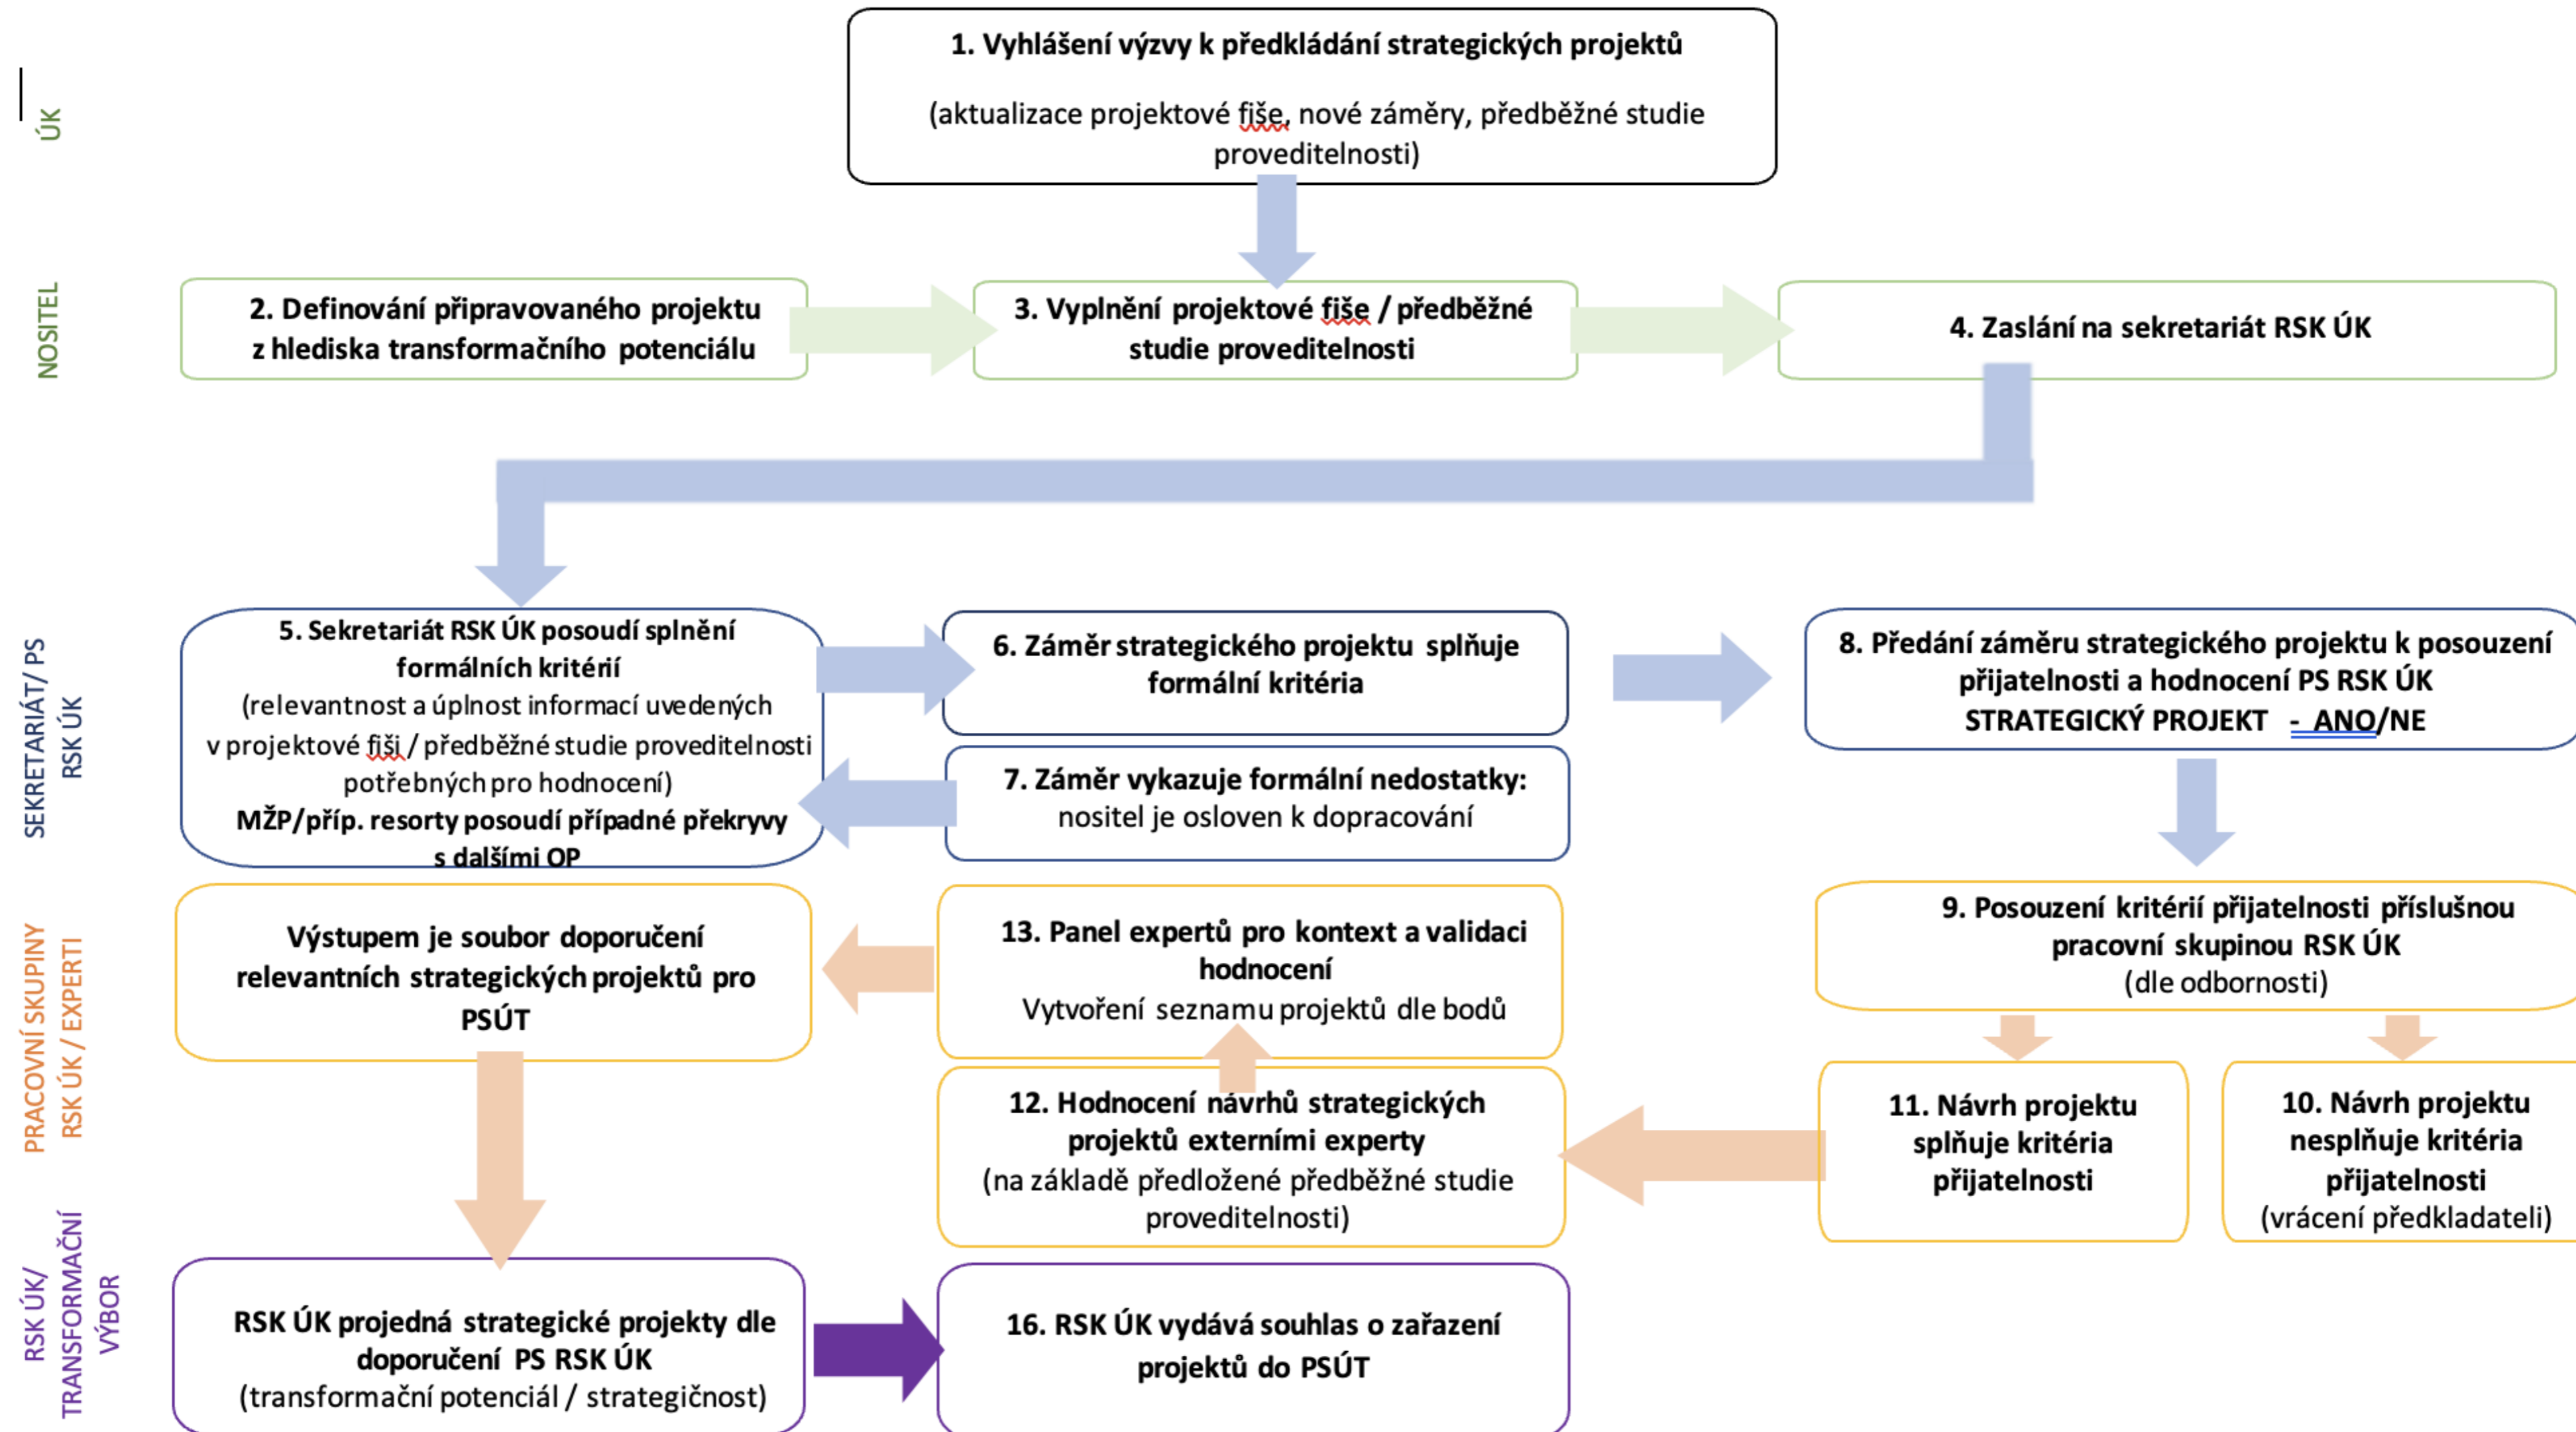 ÚK
1. Vyhlášení výzvy k předkládání strategických projektů
(aktualizace projektové fiše, nové záměry, předběžné studie
proveditelnosti)
NOSITEL
2. Definování připravovaného projektu
z hlediska transformačního potenciálu
3. Vyplnění projektové fiše / předběžné
studie proveditelnosti
4. Zaslání na sekretariát RSK ÚK
SEKRETARIÁT/ PS
RSK ÚK
5. Sekretariát RSK ÚK posoudí splnění
formálních kritérií
(relevantnost a úplnost informací uvedených
v projektové fiši / předběžné studie proveditelnosti
potřebných pro hodnocení)
MŽP/příp. resorty posoudí případné překryvy
s dalšími OP
6. Záměr strategického projektu splňuje
formální kritéria
7. Záměr vykazuje formální nedostatky:
nositel je osloven k dopracování
8. Předání záměru strategického projektu k posouzení
přijatelnosti a hodnocení PS RSK ÚK
STRATEGICKÝ PROJEKT - ANO/NE
PRACOVNÍ SKUPINY
RSK ÚK / EXPERTI
Výstupem je soubor doporučení
relevantních strategických projektů pro
PSÚT
13. Panel expertů pro kontext a validaci
hodnocení
Vytvoření seznamu projektů dle bodů
9. Posouzení kritérií přijatelnosti příslušnou
pracovní skupinou RSK ÚK
(dle odbornosti)
12. Hodnocení návrhů strategických
projektů externími experty
(na základě předložené předběžné studie
proveditelnosti)
11. Návrh projektu
splňuje kritéria
přijatelnosti
10. Návrh projektu
nesplňuje kritéria
přijatelnosti
(vrácení předkladateli)
RSK ÚK/
TRANSFORMAČNÍ
VÝBOR
RSK ÚK projedná strategické projekty dle
doporučení PS RSK ÚK
(transformační potenciál / strategičnost)
16. RSK ÚK vydává souhlas o zařazení
projektů do PSÚT